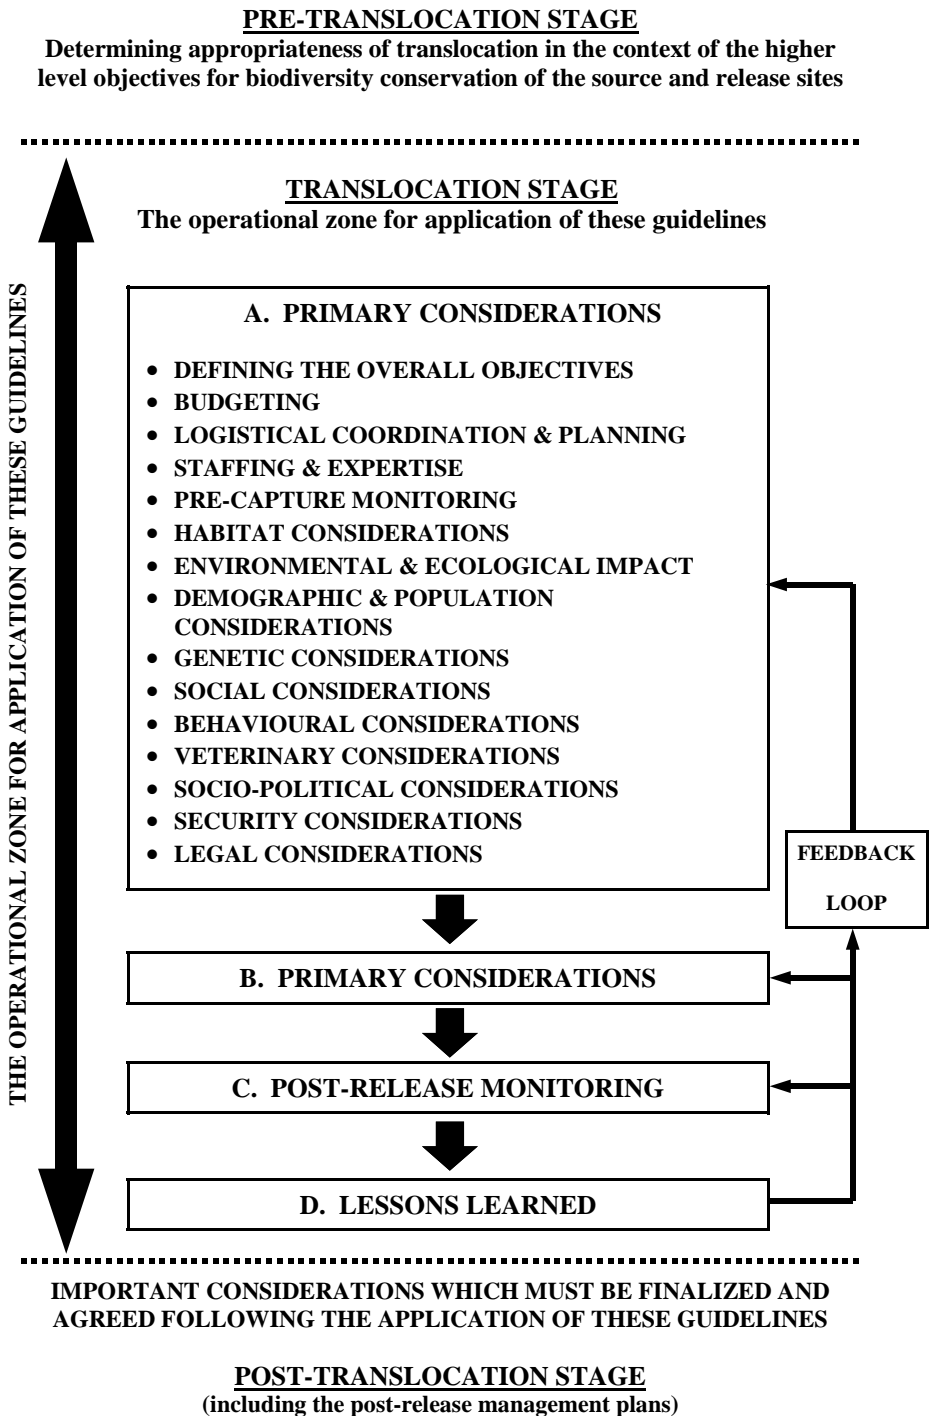 PRE-TRANSLOCATION STAGE
Determining appropriateness of translocation in the context of the higher
level objectives for biodiversity conservation of the source and release sites
TRANSLOCATION STAGE
The operational zone for application of these guidelines
THE OPERATIONAL ZONE FOR APPLICATION OF THESE GUIDELINES
A. PRIMARY CONSIDERATIONS
• DEFINING THE OVERALL OBJECTIVES
• BUDGETING
• LOGISTICAL COORDINATION & PLANNING
• STAFFING & EXPERTISE
• PRE-CAPTURE MONITORING
• HABITAT CONSIDERATIONS
• ENVIRONMENTAL & ECOLOGICAL IMPACT
• DEMOGRAPHIC & POPULATION
CONSIDERATIONS
• GENETIC CONSIDERATIONS
• SOCIAL CONSIDERATIONS
• BEHAVIOURAL CONSIDERATIONS
• VETERINARY CONSIDERATIONS
• SOCIO-POLITICAL CONSIDERATIONS
• SECURITY CONSIDERATIONS
• LEGAL CONSIDERATIONS
FEEDBACK
LOOP
B. PRIMARY CONSIDERATIONS
C. POST-RELEASE MONITORING
D. LESSONS LEARNED
IMPORTANT CONSIDERATIONS WHICH MUST BE FINALIZED AND
AGREED FOLLOWING THE APPLICATION OF THESE GUIDELINES
POST-TRANSLOCATION STAGE
(including the post-release management plans)